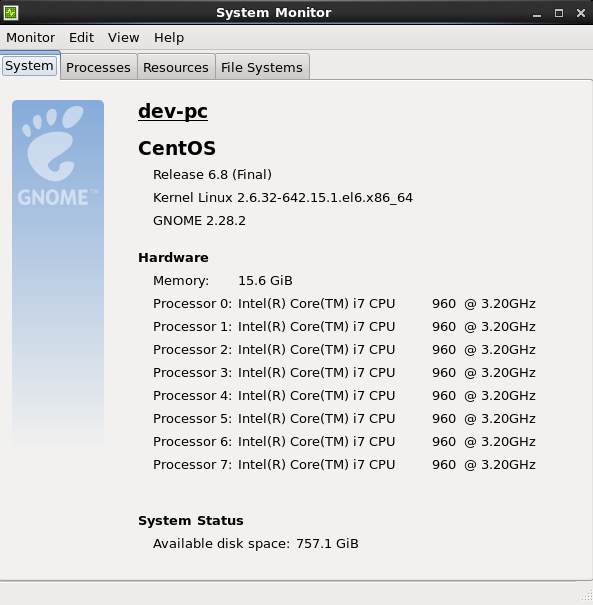 System Monitor
Monitor Edit View Help
System Processes Resources File Systems
GNOME™
dev-pc
CentOS
Release 6.8 (Final)
Kernel Linux 2.6.32-642.15.1.el6.x86_64
GNOME 2.28.2
Hardware
Memory: 15.6 GiB
Processor 0: Intel(R) Core(TM) i7 CPU 960 @ 3.20GHz
Processor 1: Intel(R) Core(TM) i7 CPU 960 @ 3.20GHz
Processor 2: Intel(R) Core(TM) i7 CPU 960 @ 3.20GHz
Processor 3: Intel(R) Core(TM) i7 CPU 960 @ 3.20GHz
Processor 4: Intel(R) Core(TM) i7 CPU 960 @ 3.20GHz
Processor 5: Intel(R) Core(TM) i7 CPU 960 @ 3.20GHz
Processor 6: Intel(R) Core(TM) i7 CPU 960 @ 3.20GHz
Processor 7: Intel(R) Core(TM) i7 CPU 960 @ 3.20GHz
System Status
Available disk space: 757.1 GiB